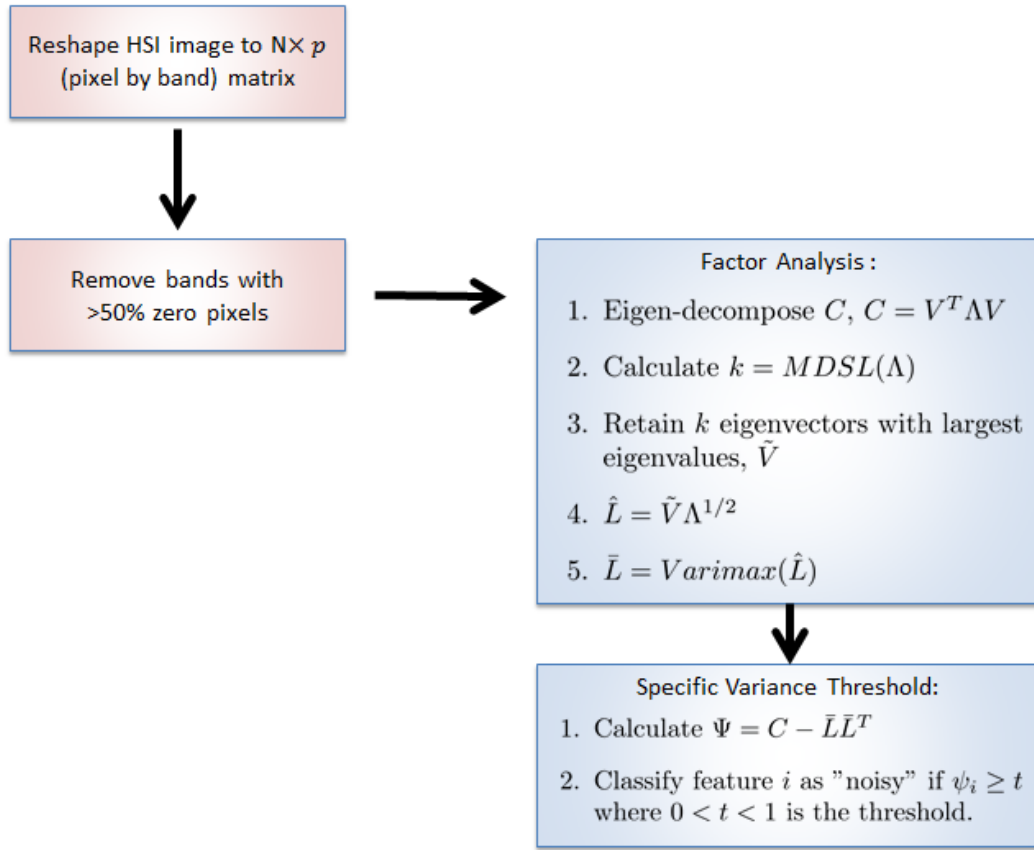 Reshape HSI image to N× p
(pixel by band) matrix
Remove bands with
>50% zero pixels
Factor Analysis :
1. Eigen-decompose C, C = VᵀΛV
2. Calculate k = MDSL(Λ)
3. Retain k eigenvectors with largest
eigenvalues, Ṽ
4. L̂ = ṼΛ^{1/2}
5. L̄ = Varimax(L̂)
Specific Variance Threshold:
1. Calculate Ψ = C − L̄L̄ᵀ
2. Classify feature i as ”noisy” if ψᵢ ≥ t
where 0 < t < 1 is the threshold.